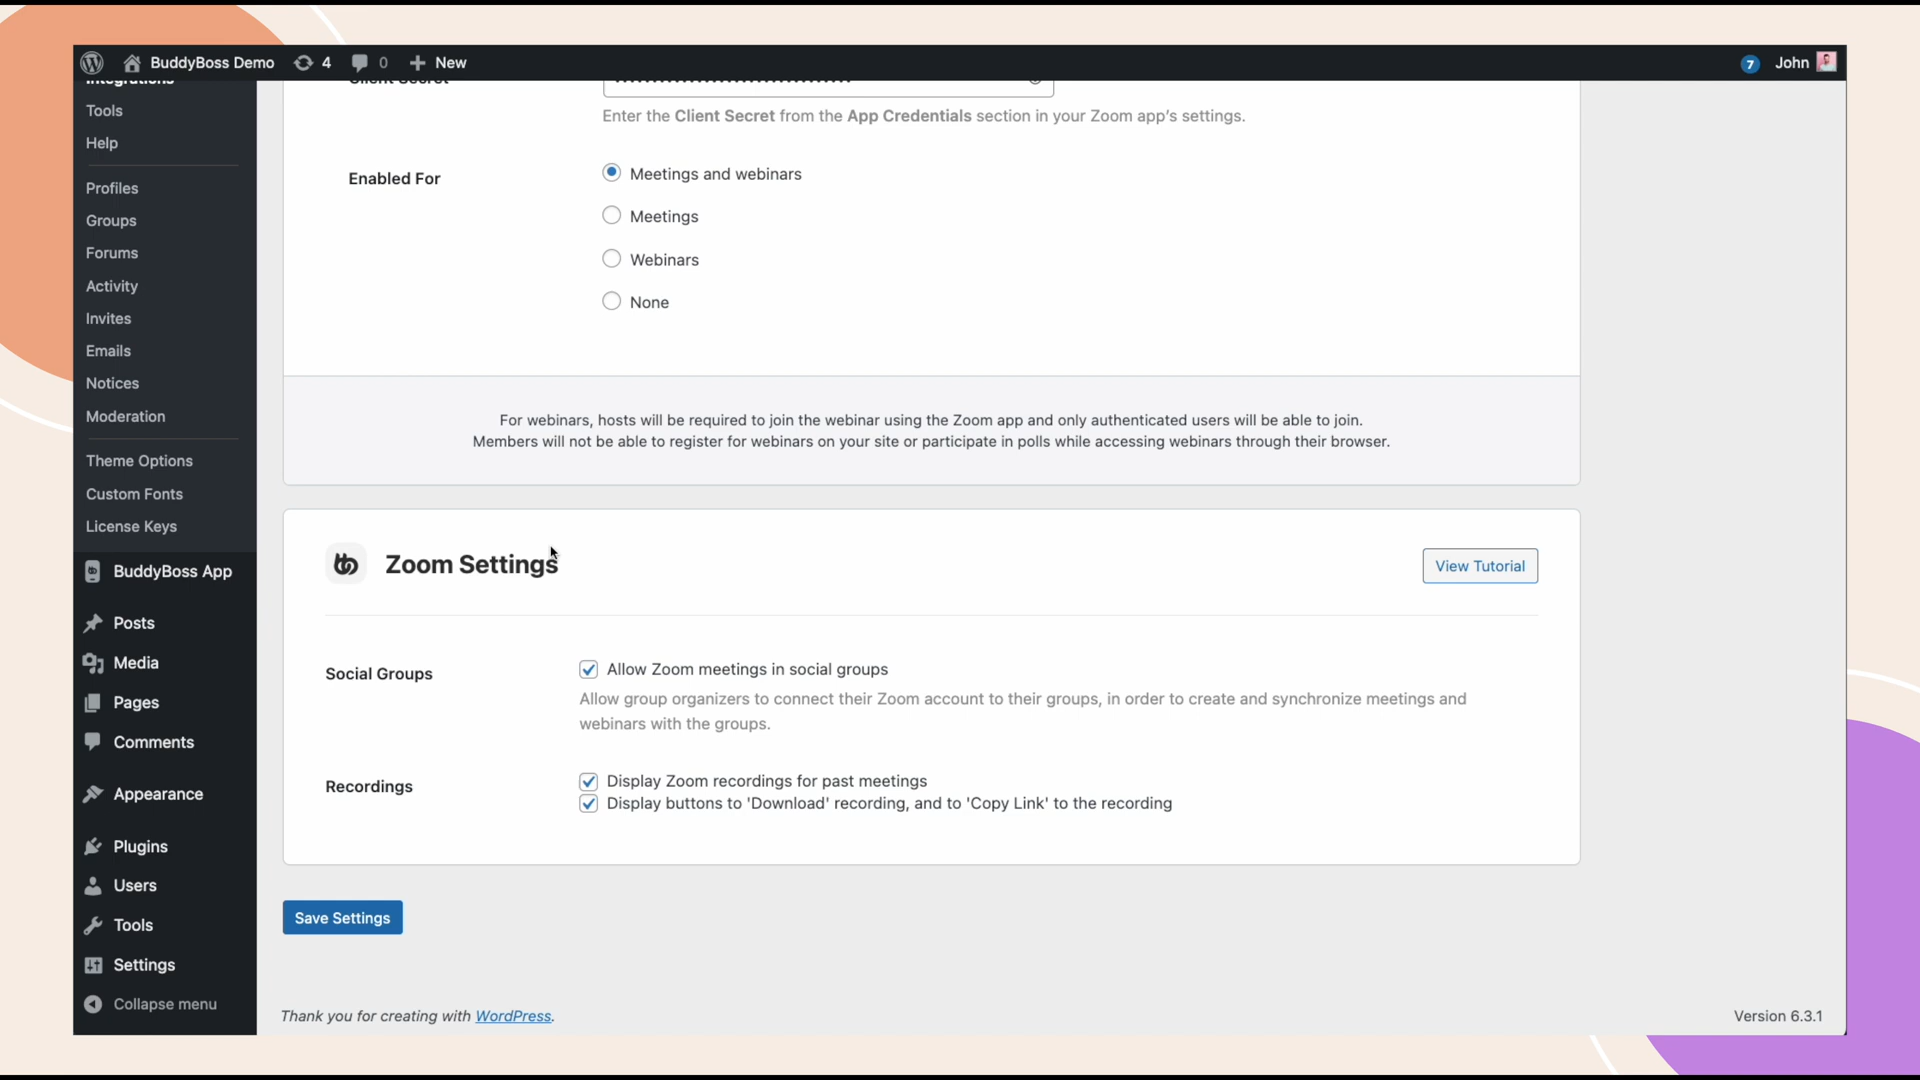 BuddyBoss Demo 4 0 + New 7 John
Integrations
Tools
Help
Profiles
Groups
Forums
Activity
Invites
Emails
Notices
Moderation
Theme Options
Custom Fonts
License Keys
BuddyBoss App
Posts
Media
Pages
Comments
Appearance
Plugins
Users
Tools
Settings
Collapse menu
Client Secret
Enter the Client Secret from the App Credentials section in your Zoom app's settings.
Enabled For
Meetings and webinars
Meetings
Webinars
None
For webinars, hosts will be required to join the webinar using the Zoom app and only authenticated users will be able to join.
Members will not be able to register for webinars on your site or participate in polls while accessing webinars through their browser.
Zoom Settings
View Tutorial
Social Groups
Allow Zoom meetings in social groups
Allow group organizers to connect their Zoom account to their groups, in order to create and synchronize meetings and
webinars with the groups.
Recordings
Display Zoom recordings for past meetings
Display buttons to 'Download' recording, and to 'Copy Link' to the recording
Save Settings
Thank you for creating with WordPress.
Version 6.3.1